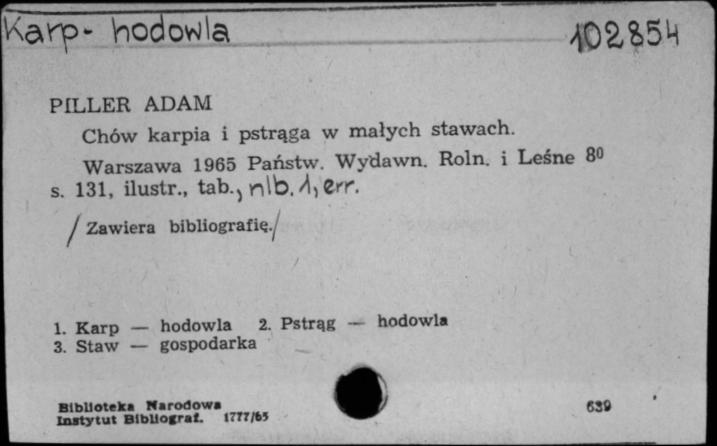 Karp- hodowla
102854
PILLER ADAM
Chów karpia i pstrąga w małych stawach.
Warszawa 1965 Państw. Wydawn. Roln. i Leśne 8⁰
s. 131, ilustr., tab., nlb. 1, err.
/ Zawiera bibliografię./
1. Karp — hodowla 2. Pstrąg — hodowla
3. Staw — gospodarka
Biblioteka Narodowa
Instytut Bibliograf. 1777/65
639